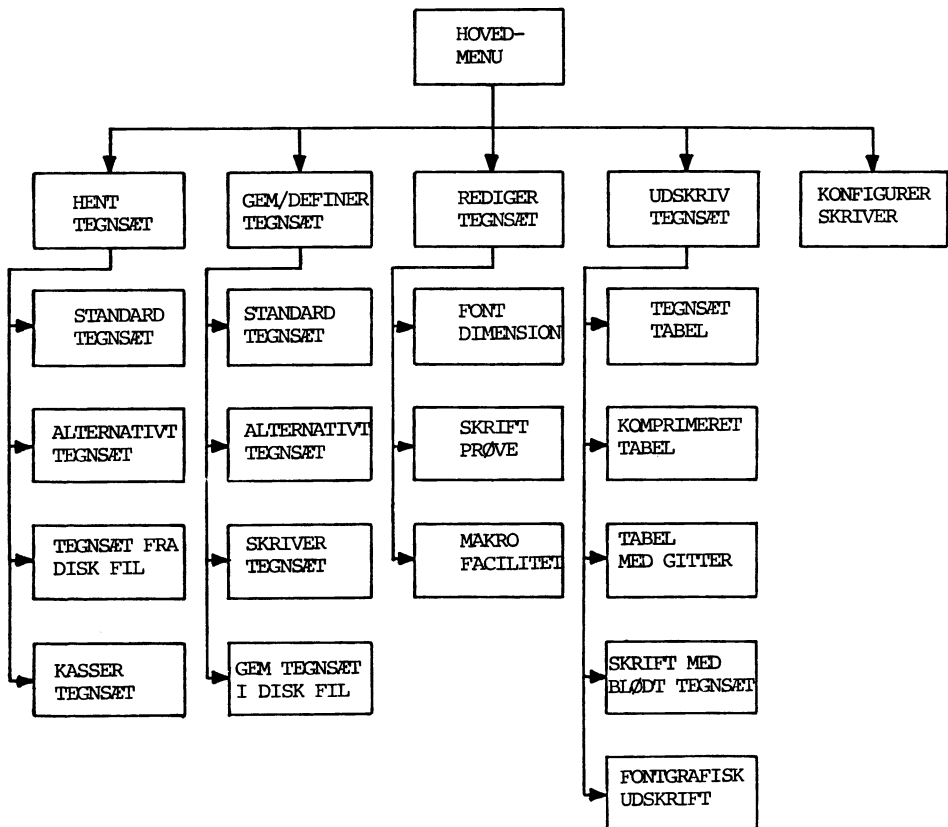 HOVED-
MENU
HENT
TEGNSÆT
GEM/DEFINER
TEGNSÆT
REDIGER
TEGNSÆT
UDSKRIV
TEGNSÆT
KONFIGURER
SKRIVER
STANDARD
TEGNSÆT
ALTERNATIVT
TEGNSÆT
TEGNSÆT FRA
DISK FIL
KASSER
TEGNSÆT
STANDARD
TEGNSÆT
ALTERNATIVT
TEGNSÆT
SKRIVER
TEGNSÆT
GEM TEGNSÆT
I DISK FIL
FONT
DIMENSION
SKRIFT
PRØVE
MAKRO
FACILITET
TEGNSÆT
TABEL
KOMPRIMERET
TABEL
TABEL
MED GITTER
SKRIFT MED
BLØDT TEGNSÆT
FONTGRAFISK
UDSKRIFT